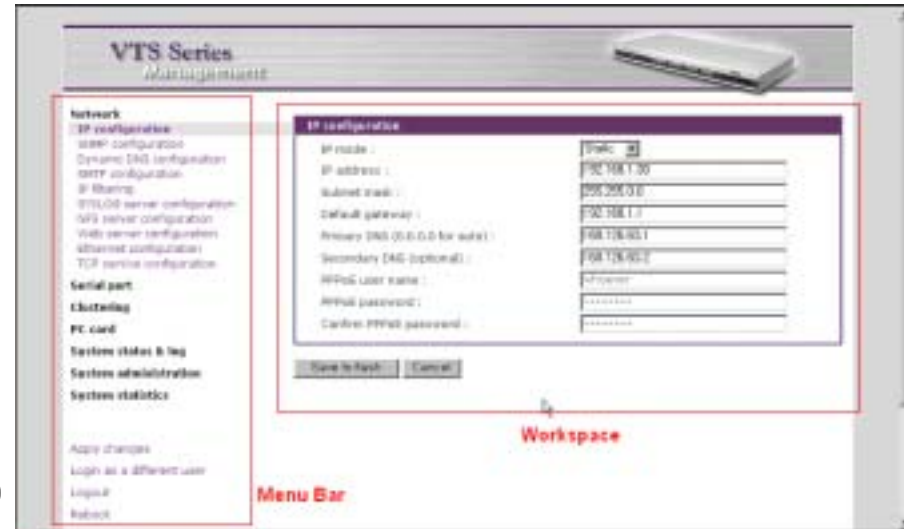 VTS Series
Management
Network
IP configuration
SNMP configuration
Dynamic DNS configuration
SMTP configuration
IP filtering
SYSLOG server configuration
NFS server configuration
Web server configuration
Ethernet configuration
TCP service configuration
Serial port
Clustering
PC card
System status & log
System administration
System statistics
Apply changes
Login as a different user
Logout
Reboot
Menu Bar
IP configuration
IP mode : Static
IP address : 192.168.1.
Subnet mask : 255.255.0.0
Default gateway : 192.168.1.1
Primary DNS (0.0.0.0 for auto) : 168.126.63.1
Secondary DNS (optional) : 168.126.63.2
PPPoE user name :
PPPoE password : ********
Confirm PPPoE password : ********
Save to flash Cancel
Workspace